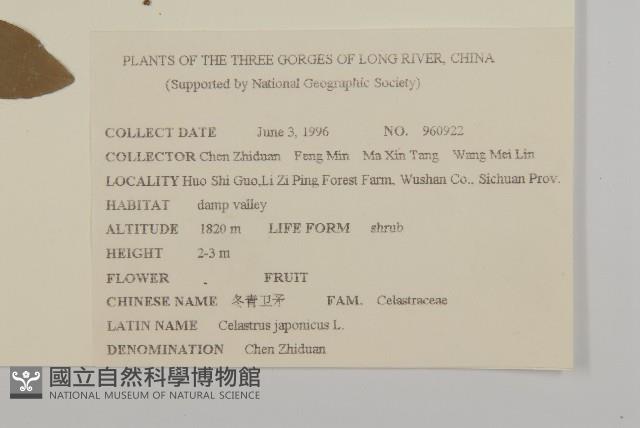 PLANTS OF THE THREE GORGES OF LONG RIVER, CHINA
(Supported by National Geographic Society)
COLLECT DATE June 3, 1996 NO. 960922
COLLECTOR Chen Zhiduan Feng Min Ma Xin Tang Wang Mei Lin
LOCALITY Huo Shi Guo,Li Zi Ping Forest Farm, Wushan Co., Sichuan Prov.
HABITAT damp valley
ALTITUDE 1820 m LIFE FORM shrub
HEIGHT 2-3 m
FLOWER - FRUIT
CHINESE NAME 冬青卫矛 FAM. Celastraceae
LATIN NAME Celastrus japonicus L.
DENOMINATION Chen Zhiduan
國立自然科學博物館
NATIONAL MUSEUM OF NATURAL SCIENCE